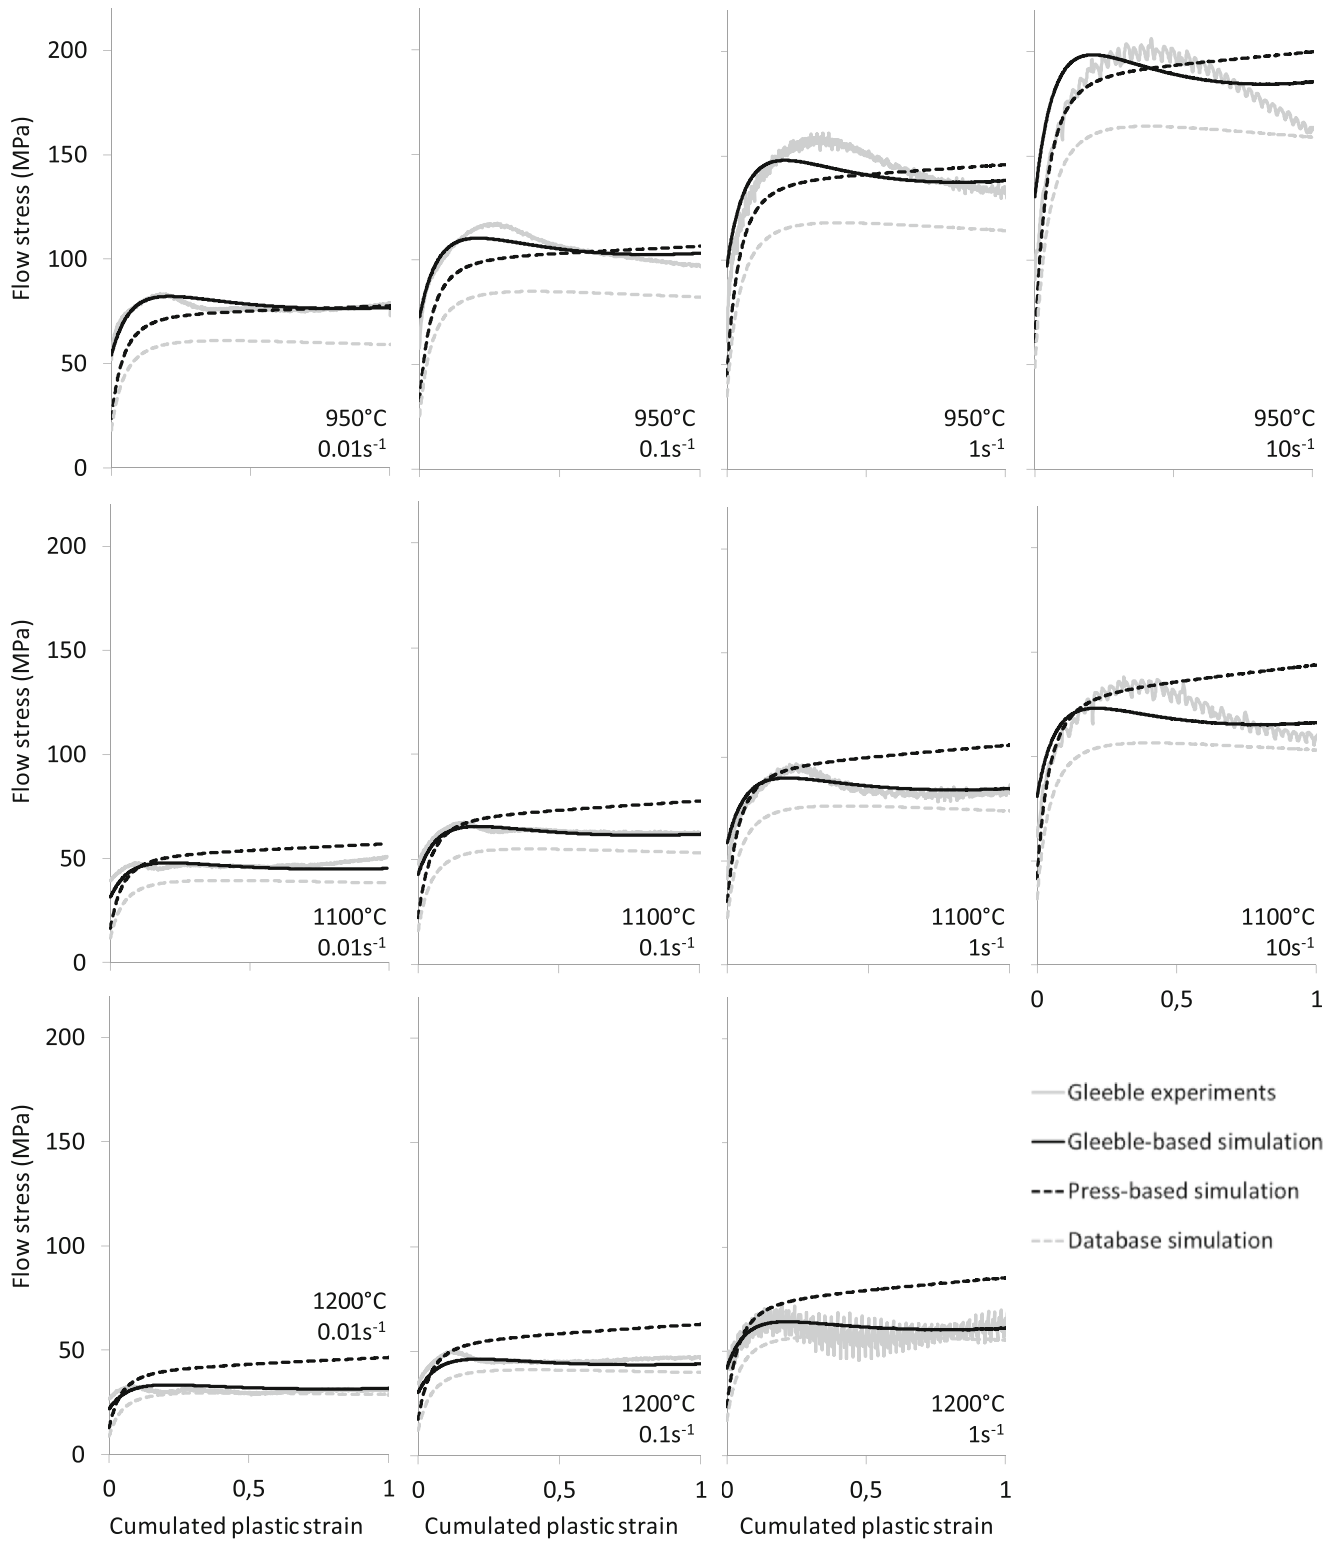 Flow stress (MPa)
200
150
100
50
0
950°C
0.01s⁻¹
950°C
0.1s⁻¹
950°C
1s⁻¹
950°C
10s⁻¹
Flow stress (MPa)
200
150
100
50
0
1100°C
0.01s⁻¹
1100°C
0.1s⁻¹
1100°C
1s⁻¹
1100°C
10s⁻¹
0 0,5 1
Flow stress (MPa)
200
150
100
50
0
1200°C
0.01s⁻¹
1200°C
0.1s⁻¹
1200°C
1s⁻¹
Gleeble experiments
Gleeble-based simulation
Press-based simulation
Database simulation
0 0,5 1
0 0,5 1
0 0,5 1
Cumulated plastic strain
Cumulated plastic strain
Cumulated plastic strain